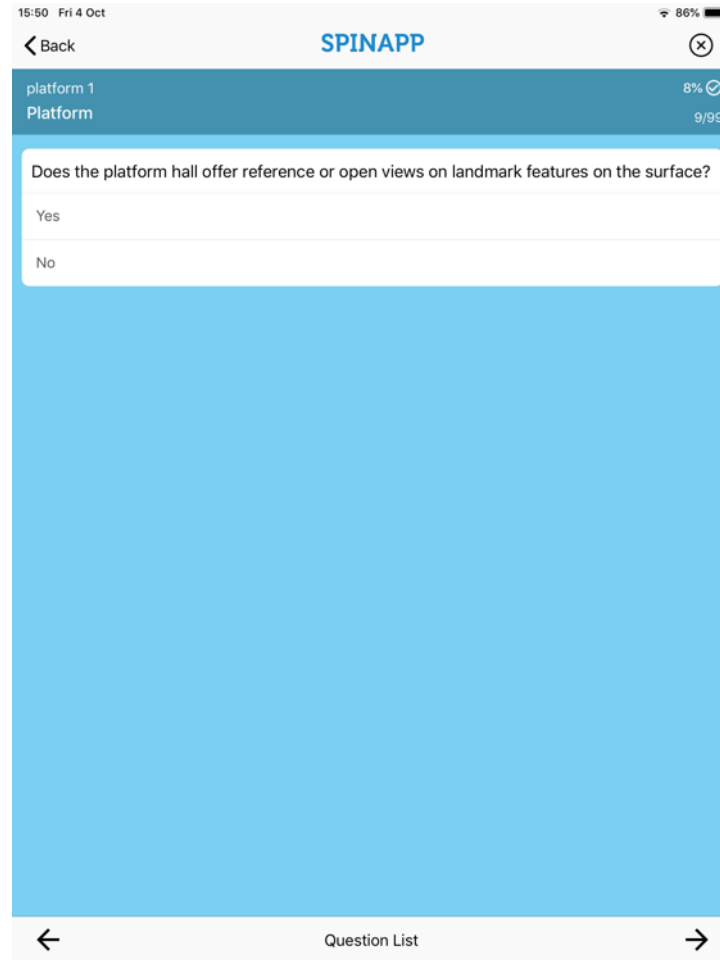 15:50 Fri 4 Oct 86%
Back SPINAPP
platform 1 8%
Platform 9/99
Does the platform hall offer reference or open views on landmark features on the surface?
Yes
No
Question List